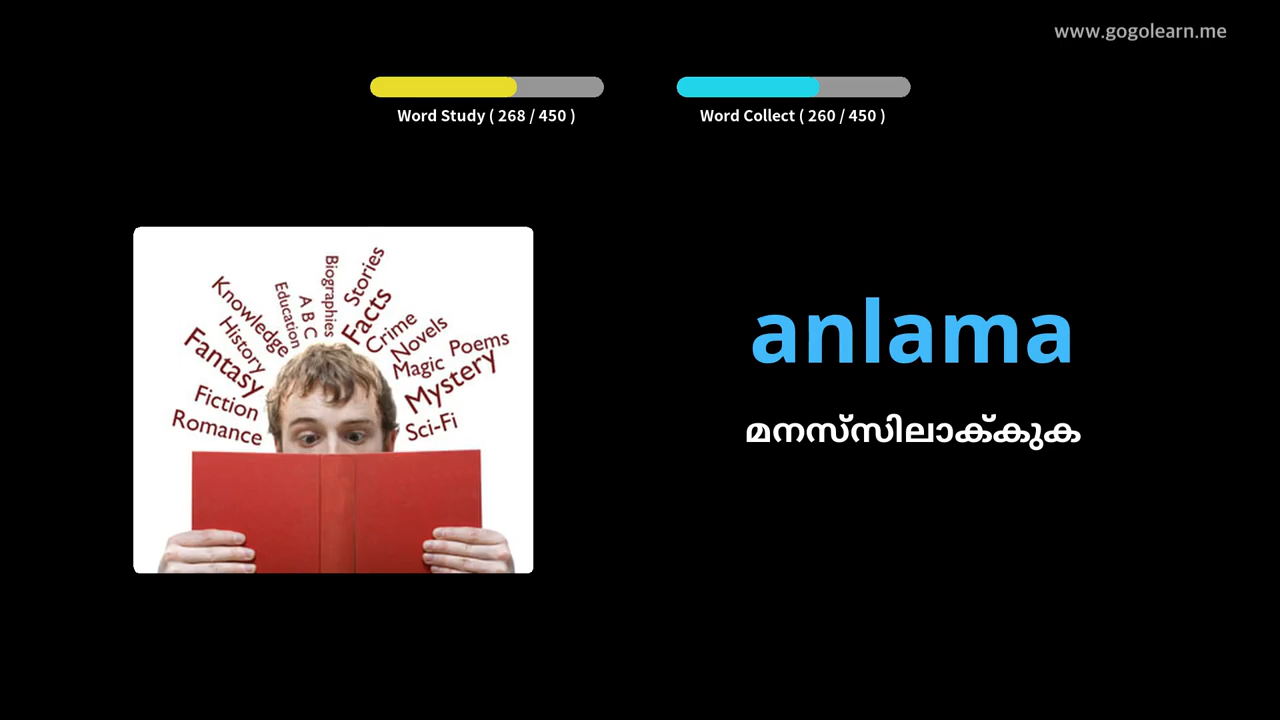 www.gogolearn.me
Word Study ( 268 / 450 )
Word Collect ( 260 / 450 )
Biographies
Stories
Knowledge
Education
A B C
Facts
Crime
History
Novels
Fantasy
Magic
Poems
Mystery
Fiction
Romance
Sci-Fi
anlama
മനസ്സിലാക്കുക